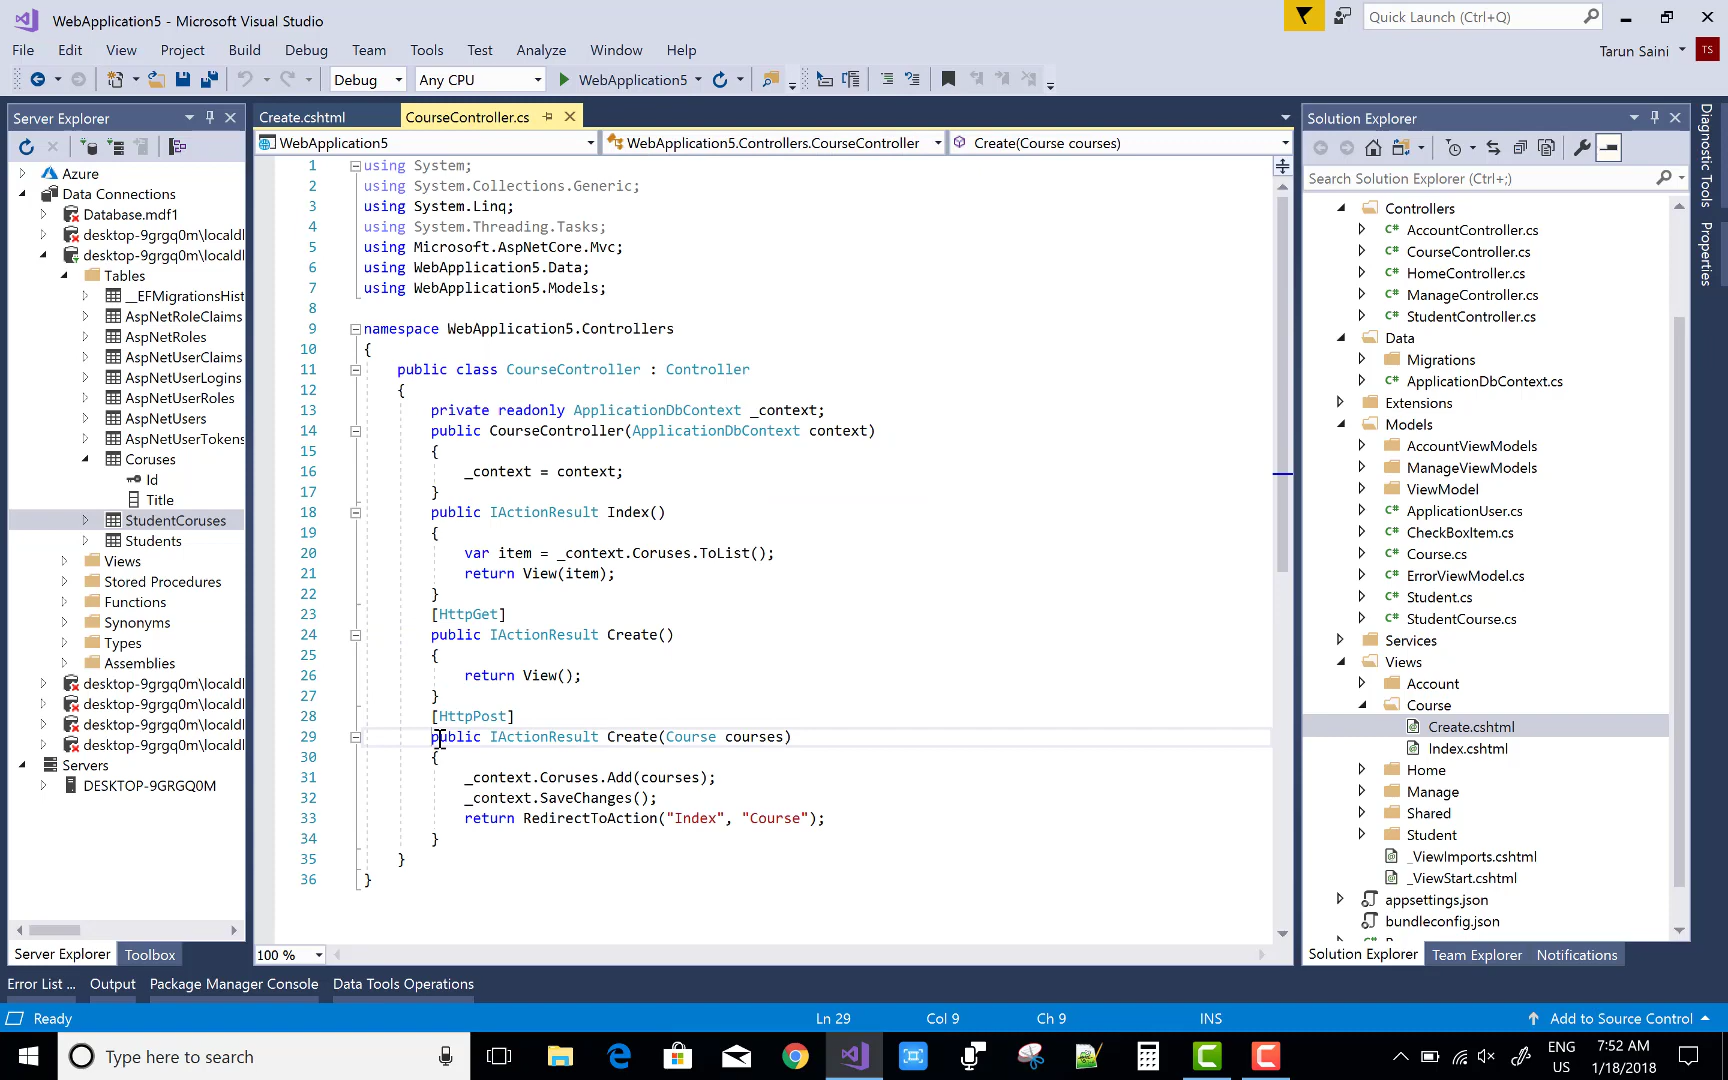 WebApplication5 - Microsoft Visual Studio
Quick Launch (Ctrl+Q)
File Edit View Project Build Debug Team Tools Test Analyze Window Help
Tarun Saini
TS
Debug
Any CPU
WebApplication5
Server Explorer
Azure
Data Connections
Database.mdf1
desktop-9grgq0m\localdl
desktop-9grgq0m\localdl
Tables
__EFMigrationsHist
AspNetRoleClaims
AspNetRoles
AspNetUserClaims
AspNetUserLogins
AspNetUserRoles
AspNetUsers
AspNetUserTokens
Coruses
Id
Title
StudentCoruses
Students
Views
Stored Procedures
Functions
Synonyms
Types
Assemblies
desktop-9grgq0m\localdl
desktop-9grgq0m\localdl
desktop-9grgq0m\localdl
desktop-9grgq0m\localdl
Servers
DESKTOP-9GRGQ0M
Server Explorer Toolbox
Create.cshtml
CourseController.cs
WebApplication5
WebApplication5.Controllers.CourseController
Create(Course courses)
1 using System;
2 using System.Collections.Generic;
3 using System.Linq;
4 using System.Threading.Tasks;
5 using Microsoft.AspNetCore.Mvc;
6 using WebApplication5.Data;
7 using WebApplication5.Models;
8
9 namespace WebApplication5.Controllers
10 {
11 public class CourseController : Controller
12 {
13 private readonly ApplicationDbContext _context;
14 public CourseController(ApplicationDbContext context)
15 {
16 _context = context;
17 }
18 public IActionResult Index()
19 {
20 var item = _context.Coruses.ToList();
21 return View(item);
22 }
23 [HttpGet]
24 public IActionResult Create()
25 {
26 return View();
27 }
28 [HttpPost]
29 public IActionResult Create(Course courses)
30 {
31 _context.Coruses.Add(courses);
32 _context.SaveChanges();
33 return RedirectToAction("Index", "Course");
34 }
35 }
36 }
100 %
Solution Explorer
Search Solution Explorer (Ctrl+;)
Controllers
AccountController.cs
CourseController.cs
HomeController.cs
ManageController.cs
StudentController.cs
Data
Migrations
ApplicationDbContext.cs
Extensions
Models
AccountViewModels
ManageViewModels
ViewModel
ApplicationUser.cs
CheckBoxItem.cs
Course.cs
ErrorViewModel.cs
Student.cs
StudentCourse.cs
Services
Views
Account
Course
Create.cshtml
Index.cshtml
Home
Manage
Shared
Student
_ViewImports.cshtml
_ViewStart.cshtml
appsettings.json
bundleconfig.json
Solution Explorer Team Explorer Notifications
Diagnostic Tools
Properties
Error List ... Output Package Manager Console Data Tools Operations
Ready
Ln 29 Col 9 Ch 9 INS
Add to Source Control
Type here to search
ENG
US
7:52 AM
1/18/2018